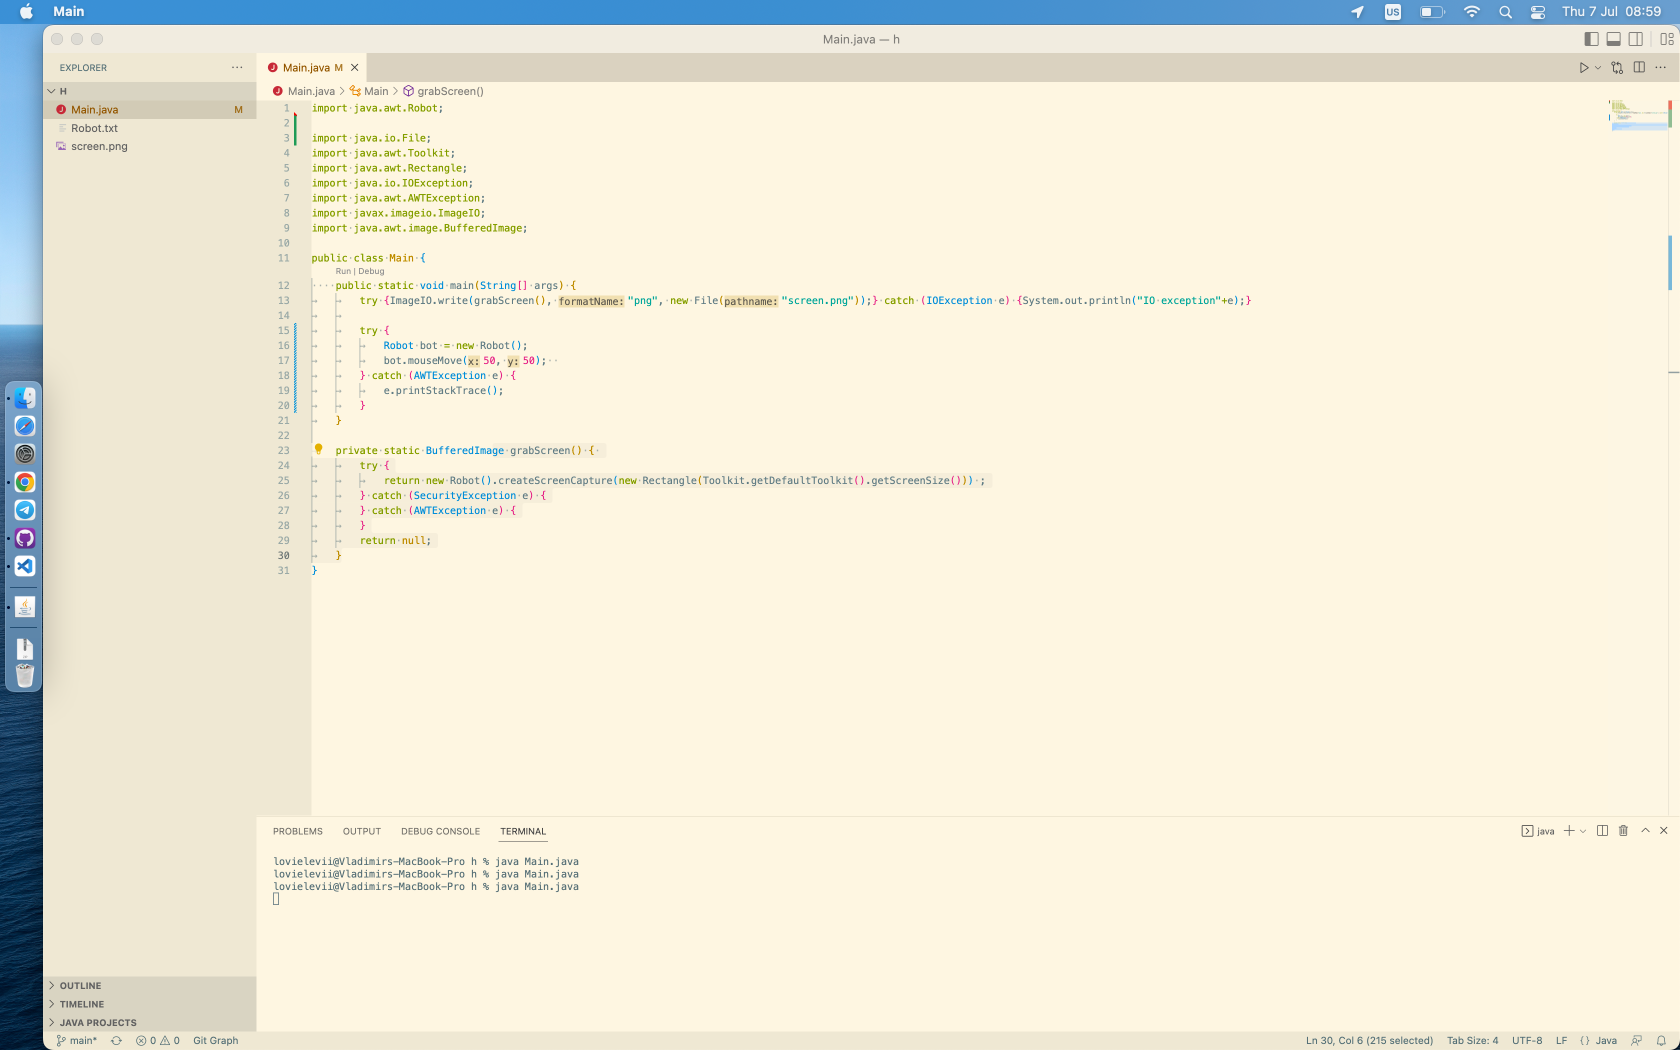 Main
US
Thu 7 Jul 08:59
Main.java — h
EXPLORER
H
Main.java M
Robot.txt
screen.png
Main.java M
Main.java > Main > grabScreen()
1 import java.awt.Robot;
2
3 import java.io.File;
4 import java.awt.Toolkit;
5 import java.awt.Rectangle;
6 import java.io.IOException;
7 import java.awt.AWTException;
8 import javax.imageio.ImageIO;
9 import java.awt.image.BufferedImage;
10
11 public class Main {
Run | Debug
12 public static void main(String[] args) {
13 try {ImageIO.write(grabScreen(), formatName: "png", new File(pathname: "screen.png"));} catch (IOException e) {System.out.println("IO exception"+e);}
14
15 try {
16 Robot bot = new Robot();
17 bot.mouseMove(x: 50, y: 50);
18 } catch (AWTException e) {
19 e.printStackTrace();
20 }
21 }
22
23 private static BufferedImage grabScreen() {
24 try {
25 return new Robot().createScreenCapture(new Rectangle(Toolkit.getDefaultToolkit().getScreenSize())) ;
26 } catch (SecurityException e) {
27 } catch (AWTException e) {
28 }
29 return null;
30 }
31 }
PROBLEMS OUTPUT DEBUG CONSOLE TERMINAL
java
lovielevii@Vladimirs-MacBook-Pro h % java Main.java
lovielevii@Vladimirs-MacBook-Pro h % java Main.java
lovielevii@Vladimirs-MacBook-Pro h % java Main.java
OUTLINE
TIMELINE
JAVA PROJECTS
main* 0 0 Git Graph
Ln 30, Col 6 (215 selected) Tab Size: 4 UTF-8 LF {} Java